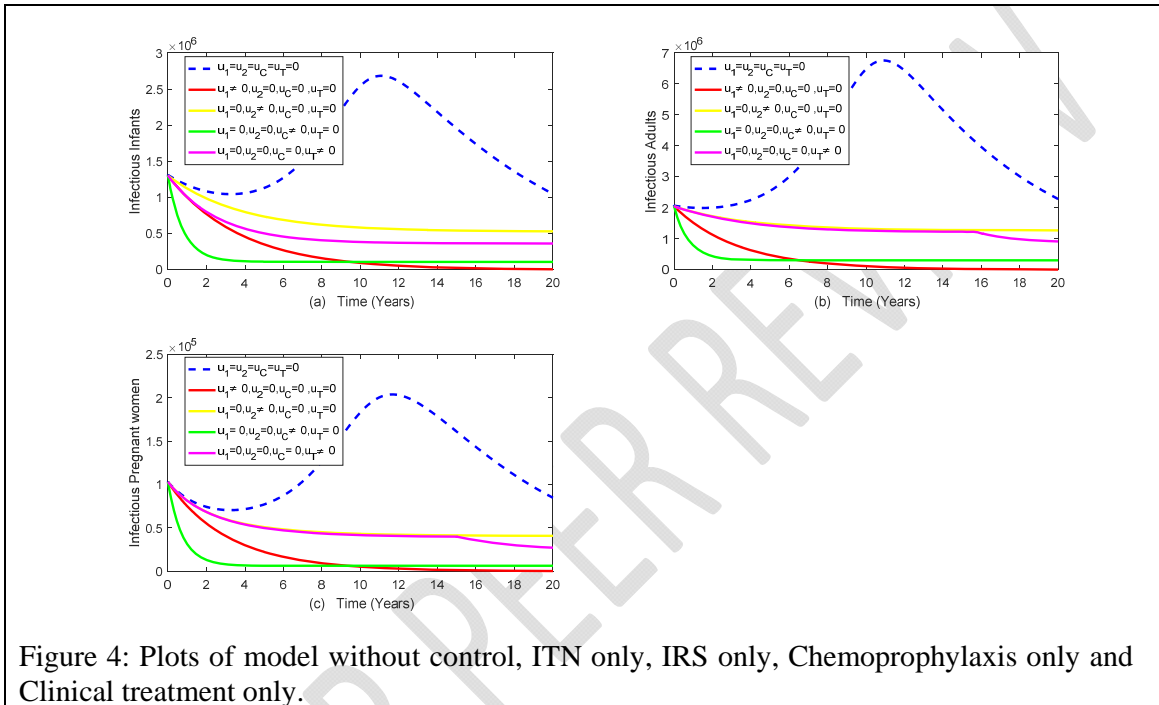 ×10⁶
3
2.5
2
1.5
1
0.5
0
Infectious Infants
u₁=u₂=u_C=u_T=0
u₁≠ 0,u₂=0,u_C=0 ,u_T=0
u₁=0,u₂≠ 0,u_C=0 ,u_T=0
u₁= 0,u₂=0,u_C≠ 0,u_T= 0
u₁=0,u₂=0,u_C= 0,u_T≠ 0
0 2 4 6 8 10 12 14 16 18 20
(a) Time (Years)
×10⁶
7
6
5
4
3
2
1
0
Infectious Adults
u₁=u₂=u_C=u_T=0
u₁≠ 0,u₂=0,u_C=0 ,u_T=0
u₁=0,u₂≠ 0,u_C=0 ,u_T=0
u₁= 0,u₂=0,u_C≠ 0,u_T= 0
u₁=0,u₂=0,u_C= 0,u_T≠ 0
0 2 4 6 8 10 12 14 16 18 20
(b) Time (Years)
×10⁵
2.5
2
1.5
1
0.5
0
Infectious Pregnant women
u₁=u₂=u_C=u_T=0
u₁≠ 0,u₂=0,u_C=0 ,u_T=0
u₁=0,u₂≠ 0,u_C=0 ,u_T=0
u₁= 0,u₂=0,u_C≠ 0,u_T= 0
u₁=0,u₂=0,u_C= 0,u_T≠ 0
0 2 4 6 8 10 12 14 16 18 20
(c) Time (Years)
R PEER REV
Figure 4: Plots of model without control, ITN only, IRS only, Chemoprophylaxis only and
Clinical treatment only.